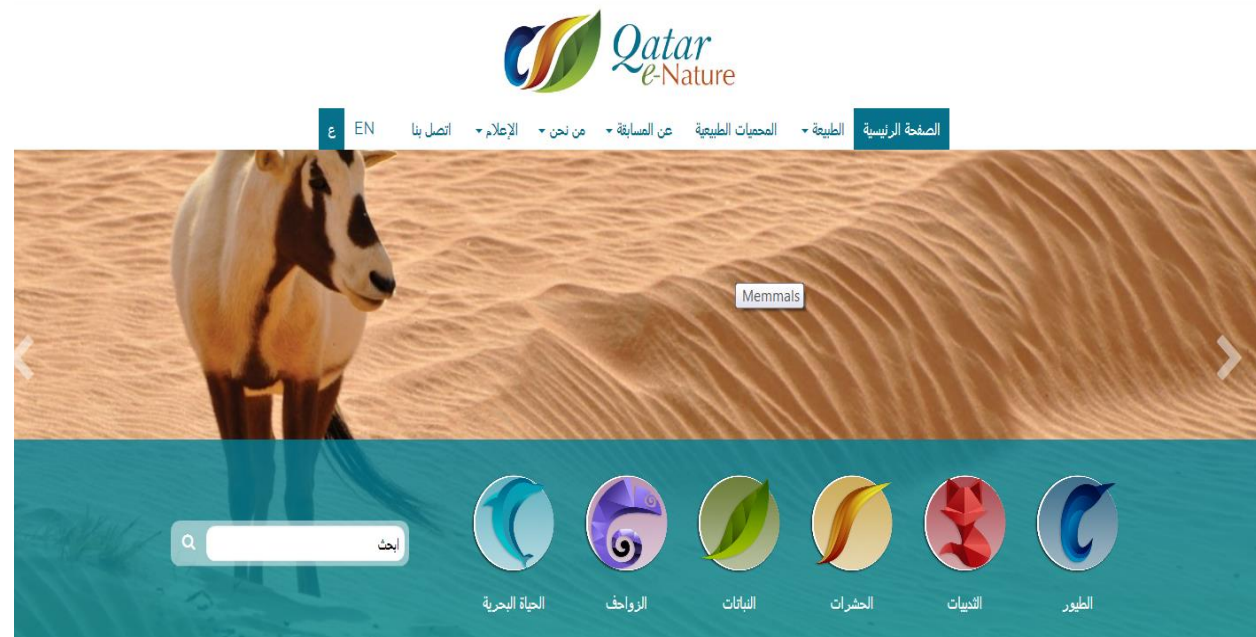 Qatar
e-Nature
الصفحة الرئيسية الطبيعة المحميات الطبيعية عن المسابقة من نحن الإعلام اتصل بنا EN ع
Memmals
ابحث
الطيور الثدييات الحشرات النباتات الزواحف الحياة البحرية